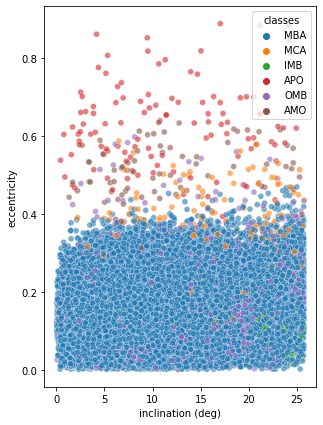 classes
MBA
MCA
IMB
APO
OMB
AMO
0.8
0.6
0.4
0.2
0.0
eccentricity
0 5 10 15 20 25
inclination (deg)